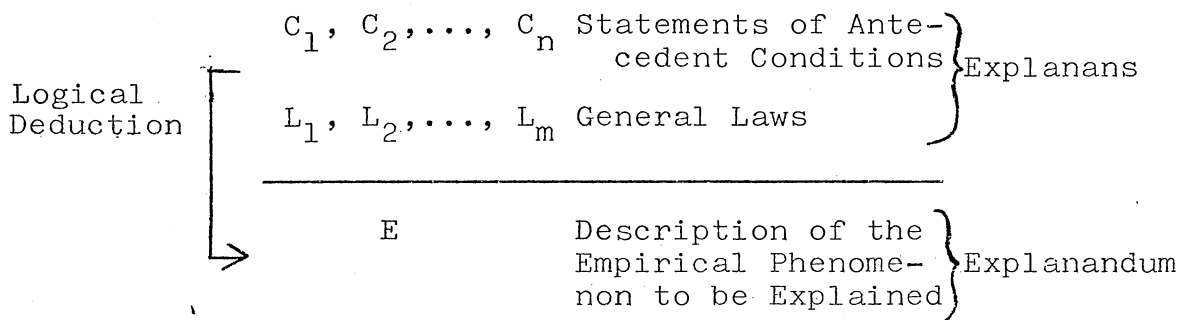 C1, C2,..., Cn Statements of Ante-
cedent Conditions
Explanans
Logical
Deduction
L1, L2,..., Lm General Laws
E Description of the
Empirical Phenome-
non to be Explained
Explanandum